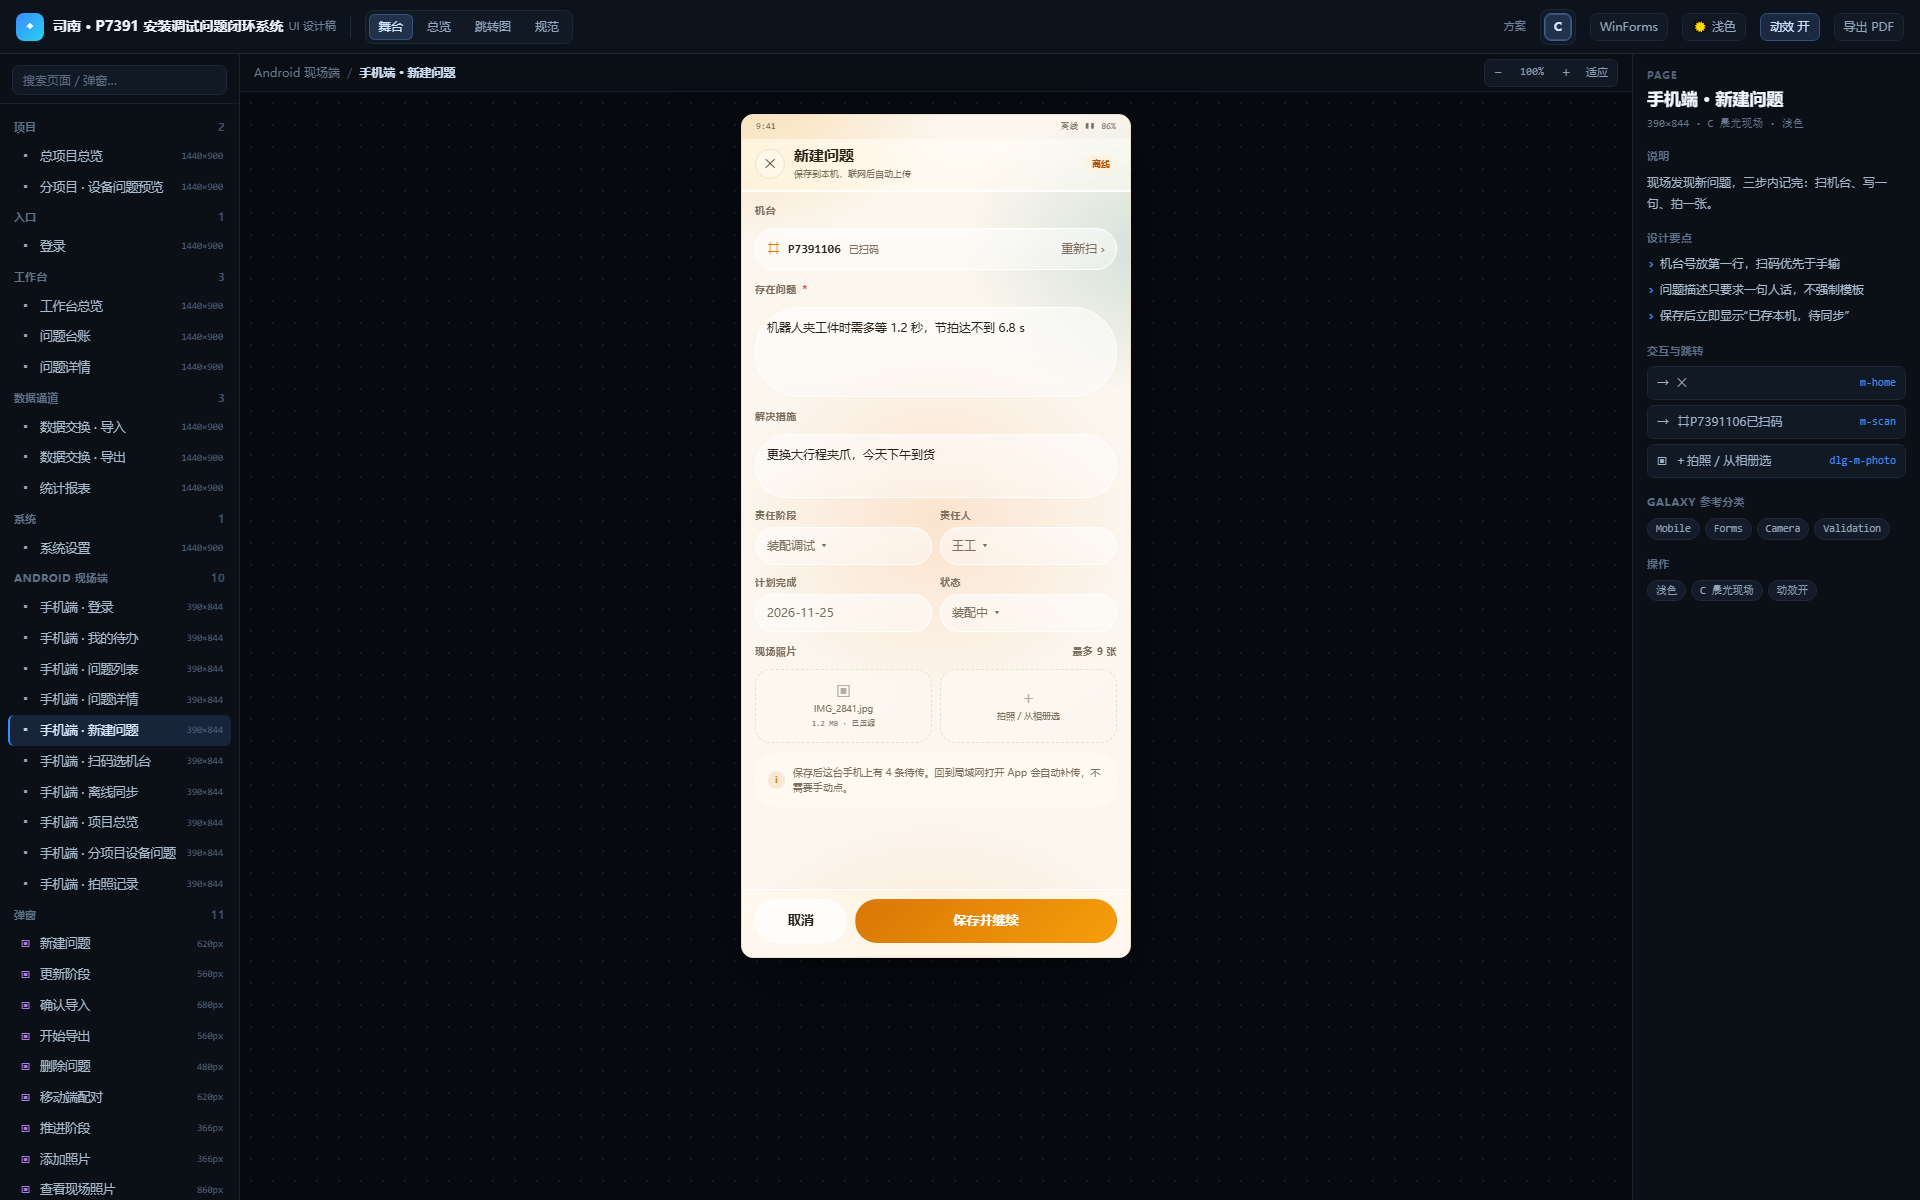 司南 • P7391 安装调试问题闭环系统 UI 设计稿
舞台 总览 跳转图 规范
方案 C WinForms 浅色 动效 开 导出 PDF
搜索页面 / 弹窗...
项目 2
总项目总览 1440×900
分项目 · 设备问题预览 1440×900
入口 1
登录 1440×900
工作台 3
工作台总览 1440×900
问题台账 1440×900
问题详情 1440×900
数据通道 3
数据交换 · 导入 1440×900
数据交换 · 导出 1440×900
统计报表 1440×900
系统 1
系统设置 1440×900
ANDROID 现场端 10
手机端 · 登录 390×844
手机端 · 我的待办 390×844
手机端 · 问题列表 390×844
手机端 · 问题详情 390×844
手机端 · 新建问题 390×844
手机端 · 扫码选机台 390×844
手机端 · 离线同步 390×844
手机端 · 项目总览 390×844
手机端 · 分项目设备问题 390×844
手机端 · 拍照记录 390×844
弹窗 11
新建问题 620px
更新阶段 560px
确认导入 680px
开始导出 560px
删除问题 480px
移动端配对 620px
推进阶段 366px
添加照片 366px
查看现场照片 860px
Android 现场端 / 手机端 • 新建问题
− 100% + 适应
9:41 离线 86%
新建问题
保存到本机，联网后自动上传
离线
机台
P7391106 已扫码 重新扫 ›
存在问题 *
机器人夹工件时需多等 1.2 秒，节拍达不到 6.8 s
解决措施
更换大行程夹爪，今天下午到货
责任阶段 责任人
装配调试 王工
计划完成 状态
2026-11-25 装配中
现场照片 最多 9 张
IMG_2841.jpg
1.2 MB · 已压缩
+
拍照 / 从相册选
保存后这台手机上有 4 条待传。回到局域网打开 App 会自动补传，不
需要手动点。
取消 保存并继续
PAGE
手机端 • 新建问题
390×844 · C 晨光现场 · 浅色
说明
现场发现新问题，三步内记完：扫机台、写一
句、拍一张。
设计要点
› 机台号放第一行，扫码优先于手输
› 问题描述只要求一句人话，不强制模板
› 保存后立即显示“已存本机，待同步”
交互与跳转
→ ✕ m-home
→ P7391106已扫码 m-scan
+ 拍照 / 从相册选 dlg-m-photo
GALAXY 参考分类
Mobile Forms Camera Validation
操作
浅色 C 晨光现场 动效开